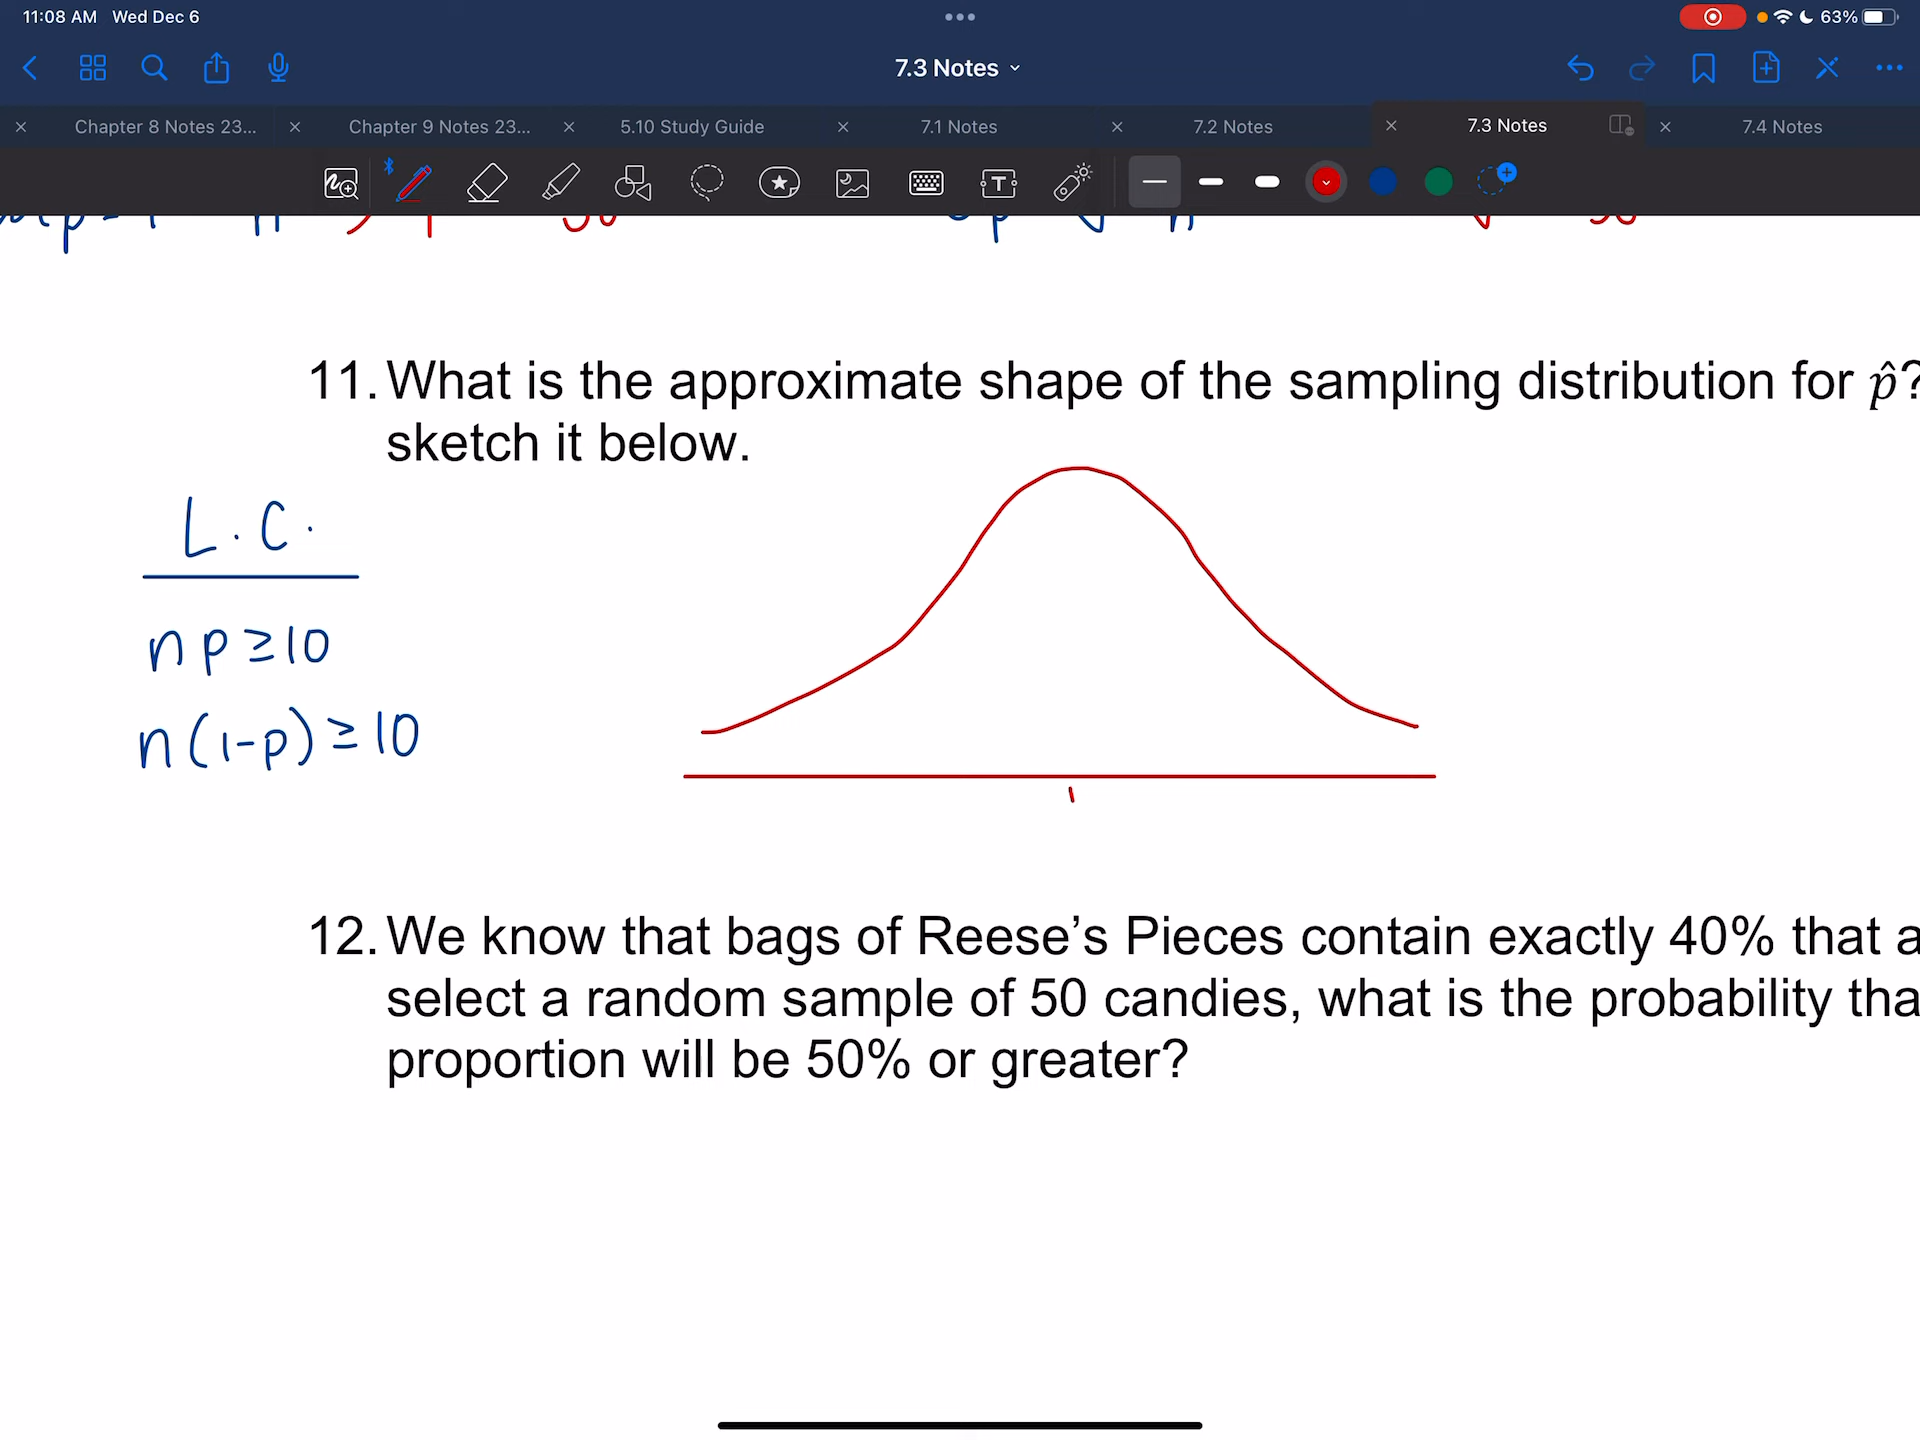 11:08 AM Wed Dec 6
63%
7.3 Notes
Chapter 8 Notes 23...
Chapter 9 Notes 23...
5.10 Study Guide
7.1 Notes
7.2 Notes
7.3 Notes
7.4 Notes
11. What is the approximate shape of the sampling distribution for p̂?
sketch it below.
L.C.
np≥10
n(1-p)≥10
12. We know that bags of Reese’s Pieces contain exactly 40% that a
select a random sample of 50 candies, what is the probability tha
proportion will be 50% or greater?